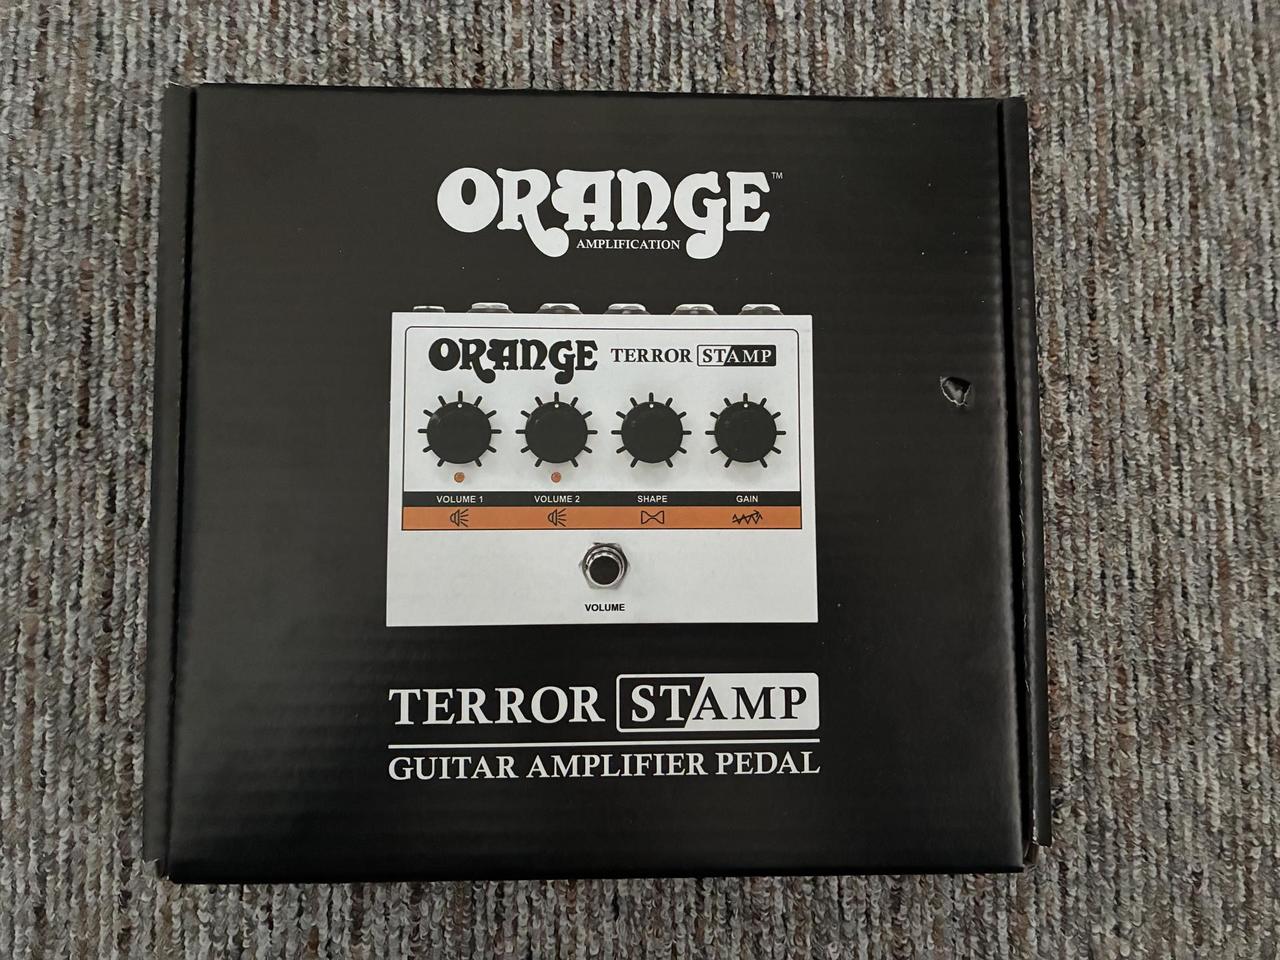 ORANGE™
AMPLIFICATION
ORANGE TERROR STAMP
VOLUME 1 VOLUME 2 SHAPE GAIN
VOLUME
TERROR STAMP
GUITAR AMPLIFIER PEDAL